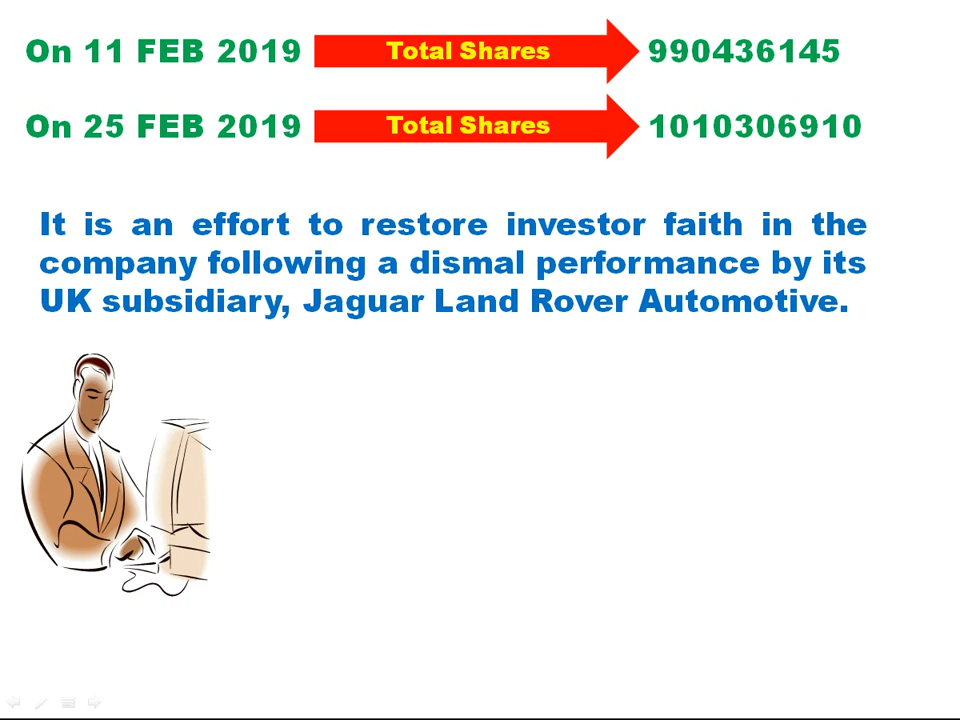 On 11 FEB 2019 Total Shares 990436145
On 25 FEB 2019 Total Shares 1010306910
It is an effort to restore investor faith in the
company following a dismal performance by its
UK subsidiary, Jaguar Land Rover Automotive.